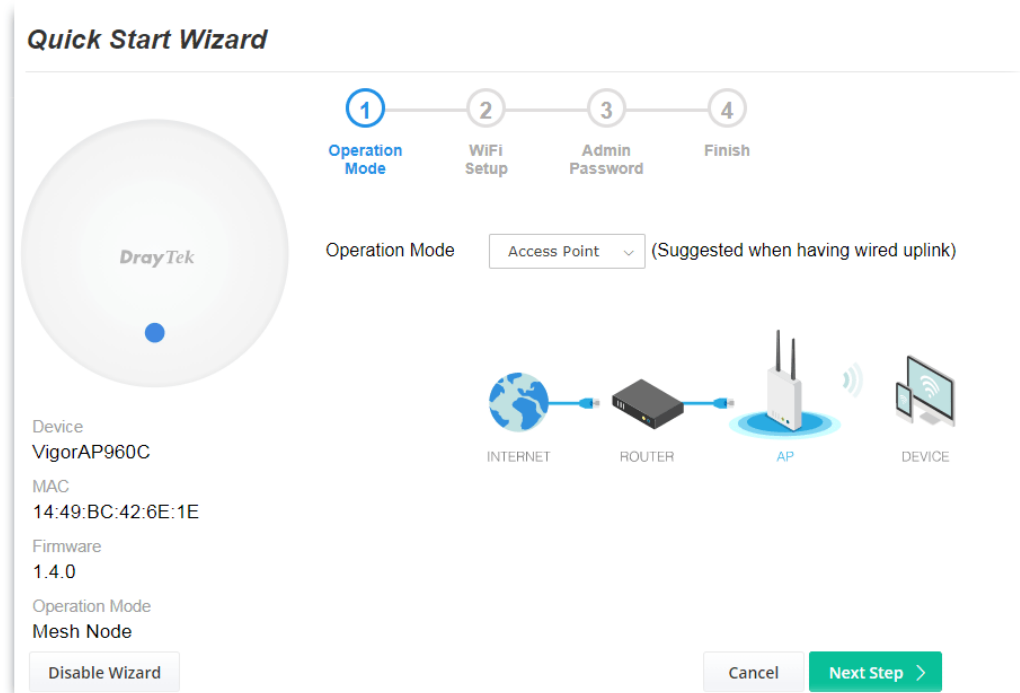 Quick Start Wizard
1
2
3
4
Operation
Mode
WiFi
Setup
Admin
Password
Finish
DrayTek
Operation Mode
Access Point
(Suggested when having wired uplink)
INTERNET
ROUTER
AP
DEVICE
Device
VigorAP960C
MAC
14:49:BC:42:6E:1E
Firmware
1.4.0
Operation Mode
Mesh Node
Disable Wizard
Cancel
Next Step